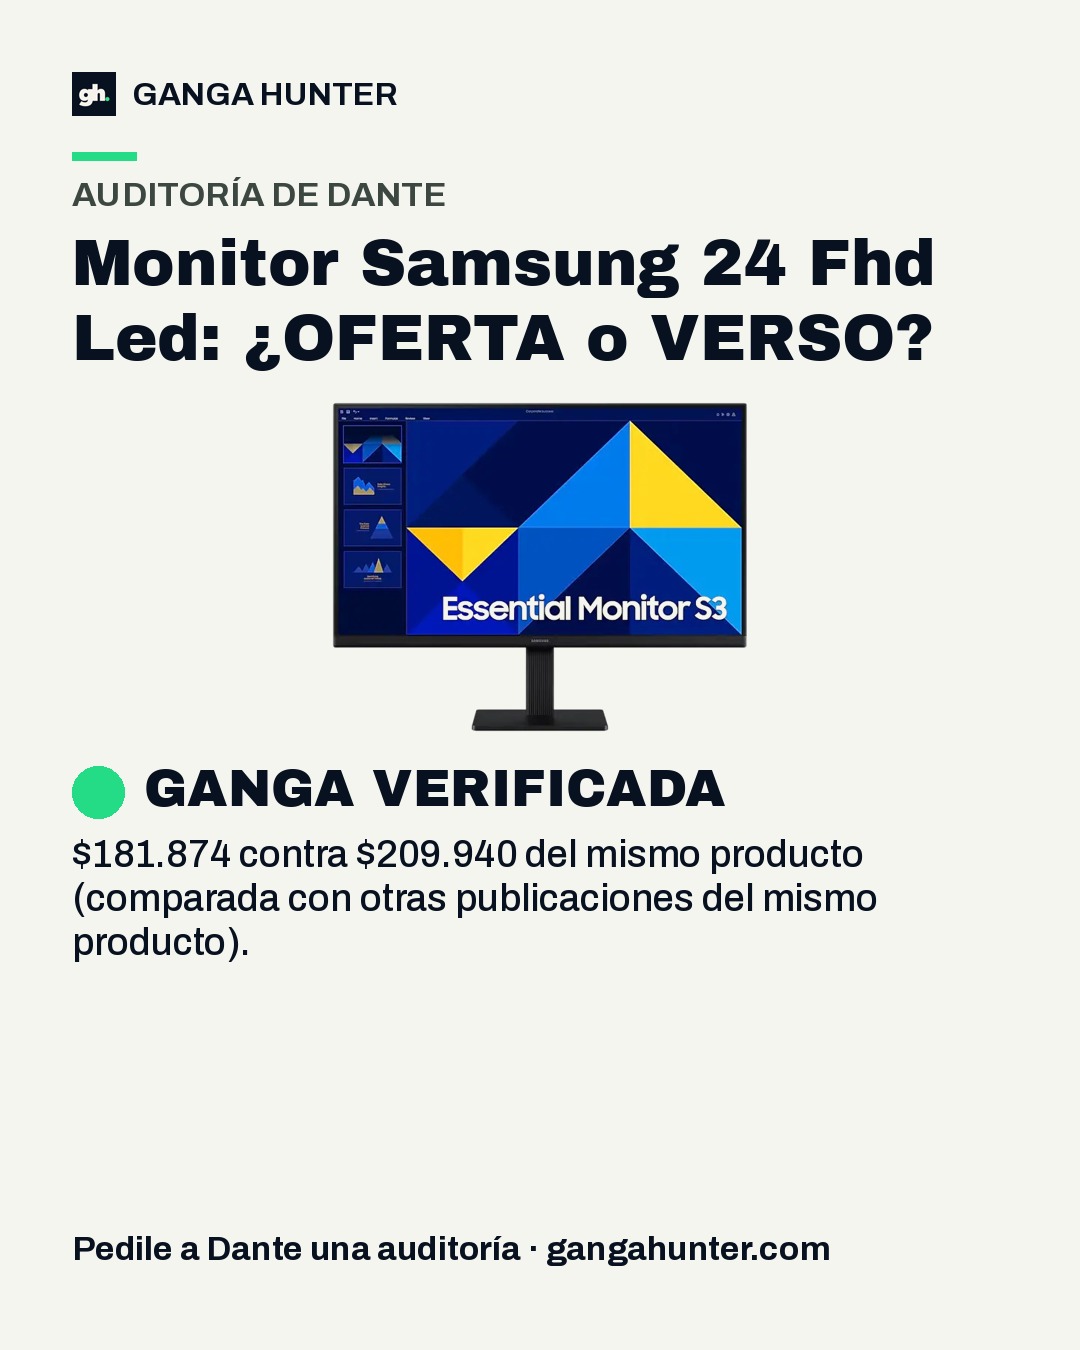 gh.
GANGA HUNTER
AUDITORÍA DE DANTE
Monitor Samsung 24 Fhd
Led: ¿OFERTA o VERSO?
Essential Monitor S3
SAMSUNG
GANGA VERIFICADA
$181.874 contra $209.940 del mismo producto
(comparada con otras publicaciones del mismo
producto).
Pedile a Dante una auditoría · gangahunter.com